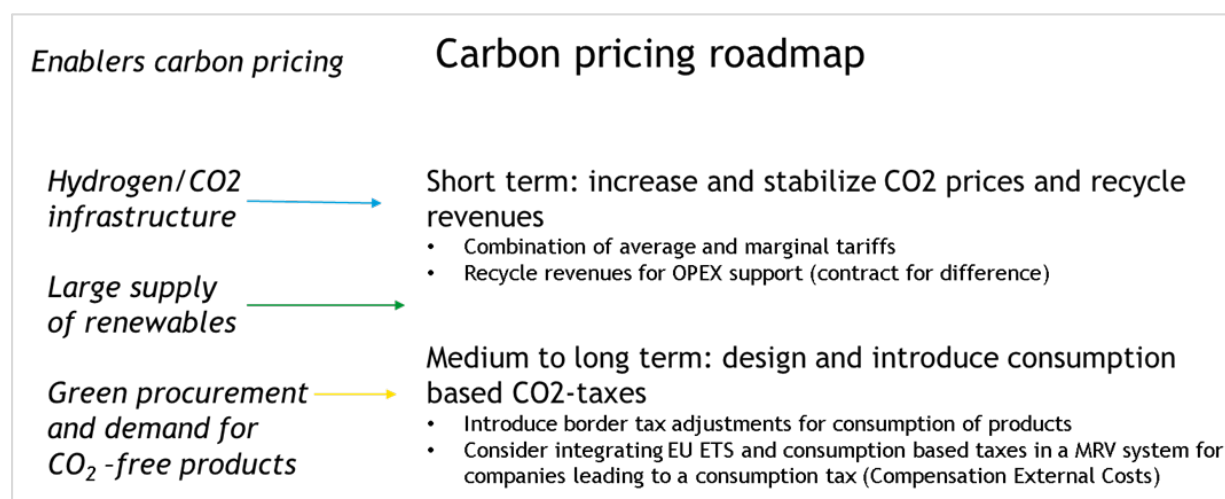 Enablers carbon pricing
Carbon pricing roadmap
Hydrogen/CO2
infrastructure
Large supply
of renewables
Green procurement
and demand for
CO₂ -free products
Short term: increase and stabilize CO2 prices and recycle
revenues
• Combination of average and marginal tariffs
• Recycle revenues for OPEX support (contract for difference)
Medium to long term: design and introduce consumption
based CO2-taxes
• Introduce border tax adjustments for consumption of products
• Consider integrating EU ETS and consumption based taxes in a MRV system for
companies leading to a consumption tax (Compensation External Costs)